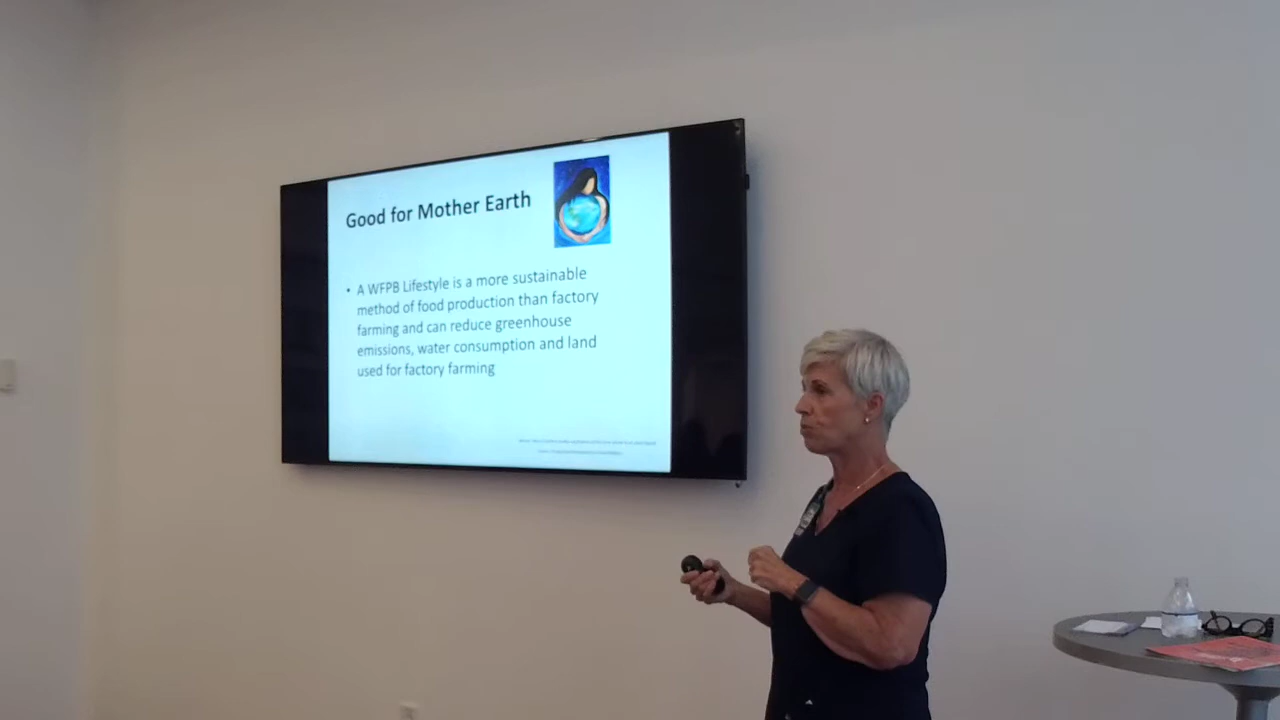 Good for Mother Earth
• A WFPB Lifestyle is a more sustainable
method of food production than factory
farming and can reduce greenhouse
emissions, water consumption and land
used for factory farming